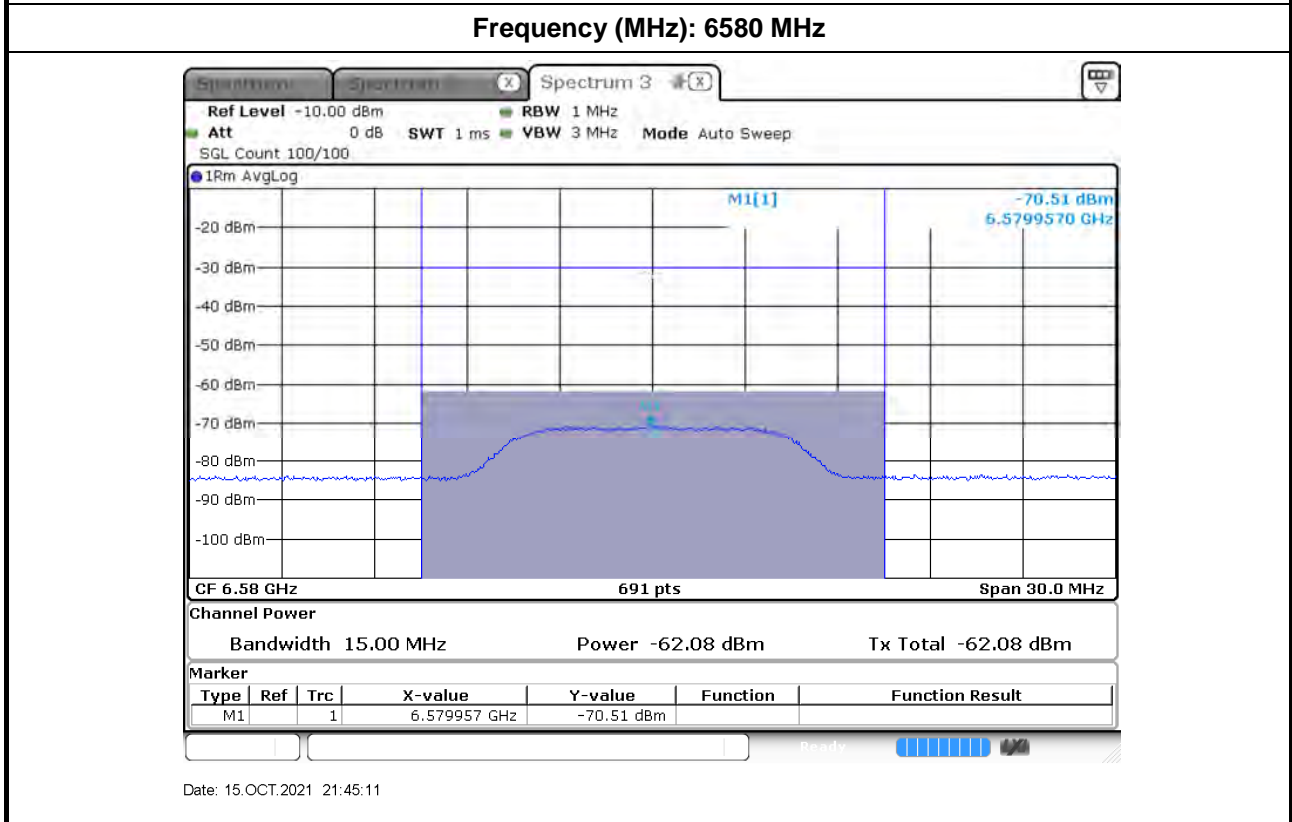 Frequency (MHz): 6580 MHz
Spectrum 3
Ref Level -10.00 dBm RBW 1 MHz
Att 0 dB SWT 1 ms VBW 3 MHz Mode Auto Sweep
SGL Count 100/100
1Rm AvgLog
M1[1] -70.51 dBm
6.5799570 GHz
-20 dBm
-30 dBm
-40 dBm
-50 dBm
-60 dBm
-70 dBm
-80 dBm
-90 dBm
-100 dBm
CF 6.58 GHz 691 pts Span 30.0 MHz
Channel Power
Bandwidth 15.00 MHz Power -62.08 dBm Tx Total -62.08 dBm
Marker
Type Ref Trc X-value Y-value Function Function Result
M1 1 6.579957 GHz -70.51 dBm
Ready
Date: 15.OCT.2021 21:45:11